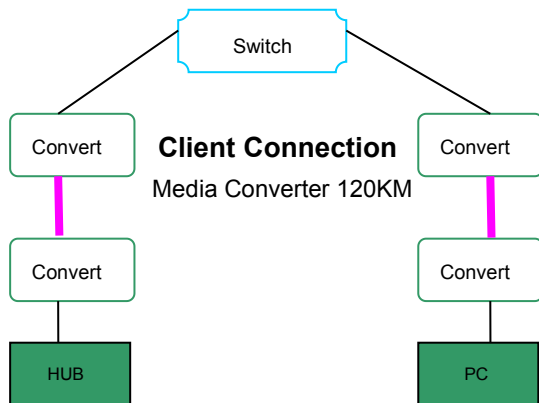 Switch
Convert
Client Connection
Convert
Media Converter 120KM
Convert
Convert
HUB
PC